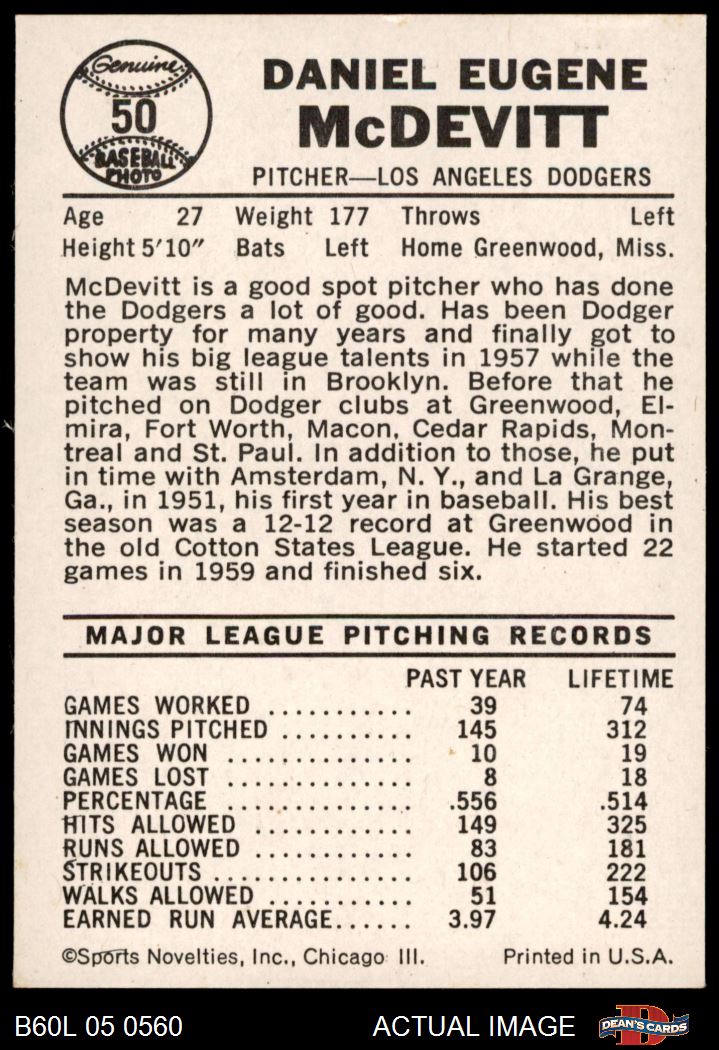 Genuine
50
BASEBALL
PHOTO
DANIEL EUGENE
McDEVITT
PITCHER—LOS ANGELES DODGERS
Age 27 Weight 177 Throws Left
Height 5'10" Bats Left Home Greenwood, Miss.
McDevitt is a good spot pitcher who has done
the Dodgers a lot of good. Has been Dodger
property for many years and finally got to
show his big league talents in 1957 while the
team was still in Brooklyn. Before that he
pitched on Dodger clubs at Greenwood, El-
mira, Fort Worth, Macon, Cedar Rapids, Mon-
treal and St. Paul. In addition to those, he put
in time with Amsterdam, N. Y., and La Grange,
Ga., in 1951, his first year in baseball. His best
season was a 12-12 record at Greenwood in
the old Cotton States League. He started 22
games in 1959 and finished six.
MAJOR LEAGUE PITCHING RECORDS
PAST YEAR LIFETIME
GAMES WORKED ........... 39 74
INNINGS PITCHED .......... 145 312
GAMES WON .............. 10 19
GAMES LOST .............. 8 18
PERCENTAGE .............. .556 .514
HITS ALLOWED ............ 149 325
RUNS ALLOWED ............ 83 181
STRIKEOUTS ............... 106 222
WALKS ALLOWED ........... 51 154
EARNED RUN AVERAGE...... 3.97 4.24
©Sports Novelties, Inc., Chicago Ill. Printed in U.S.A.
B60L 05 0560 ACTUAL IMAGE DEAN'S CARDS